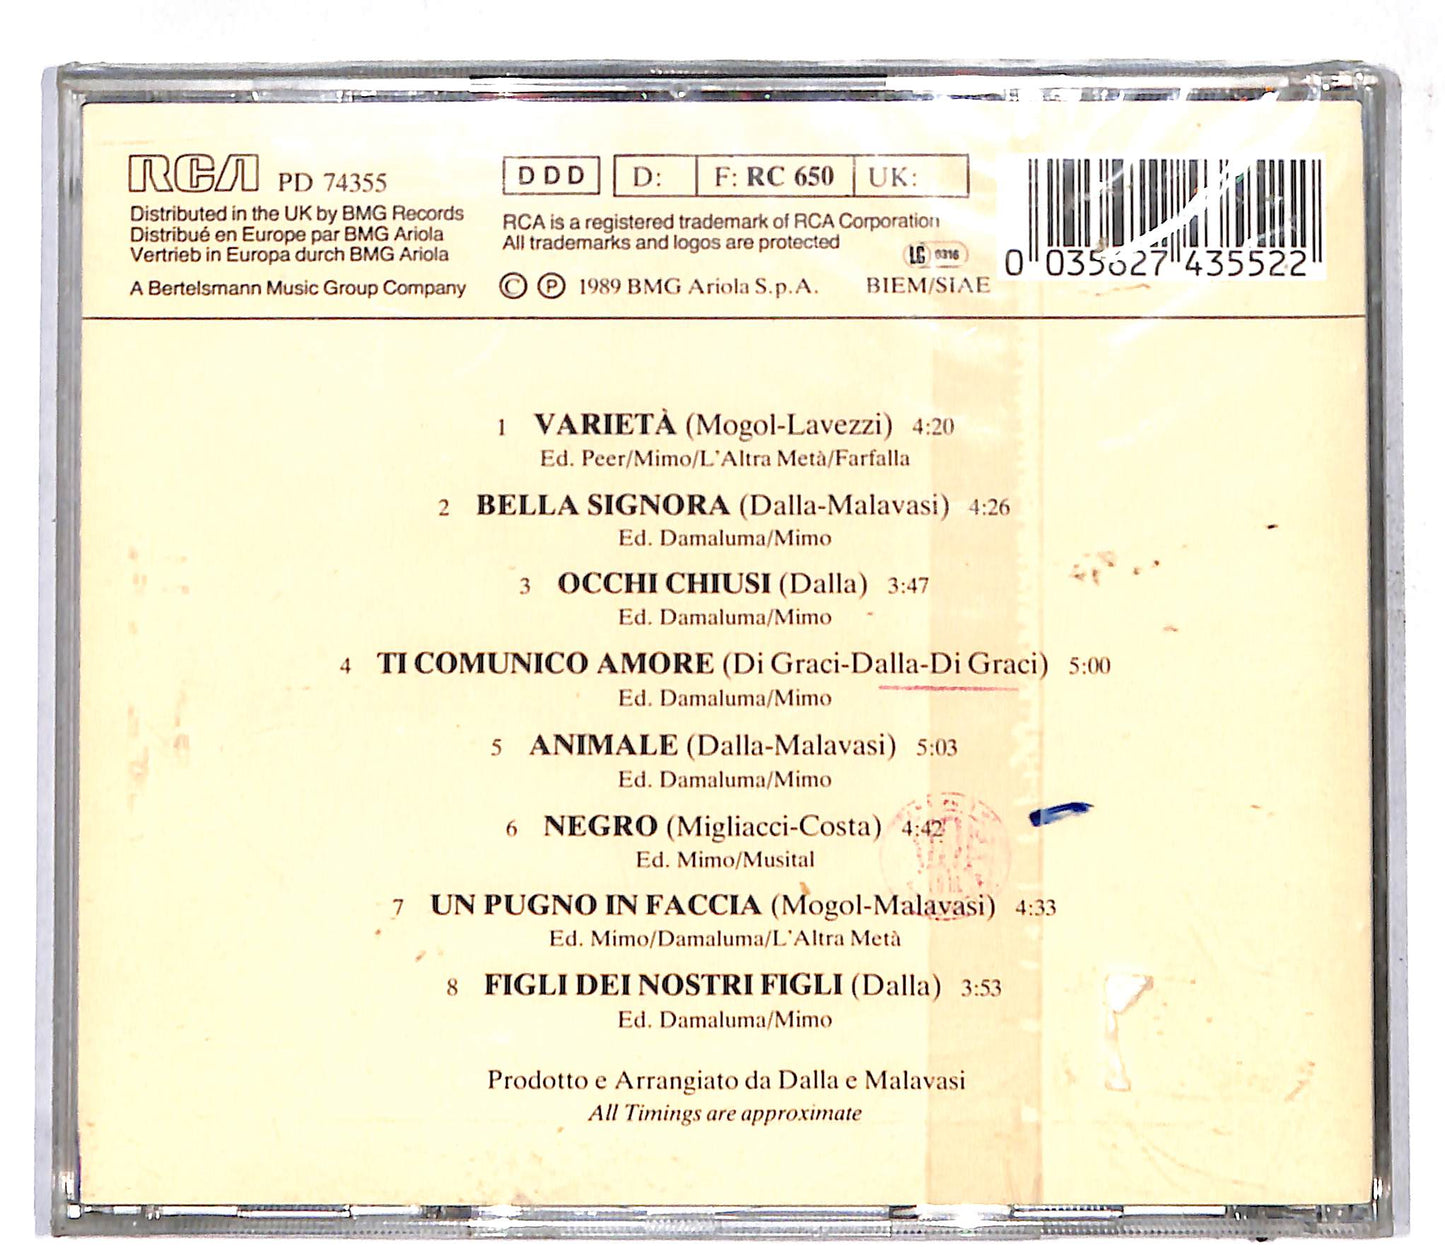 RCA PD 74355
Distributed in the UK by BMG Records
Distribué en Europe par BMG Ariola
Vertrieb in Europa durch BMG Ariola
A Bertelsmann Music Group Company
DDD D: F: RC 650 UK:
RCA is a registered trademark of RCA Corporation
All trademarks and logos are protected
LC 0316
© ℗ 1989 BMG Ariola S.p.A. BIEM/SIAE
0 035627 435522
1 VARIETÀ (Mogol-Lavezzi) 4:20
Ed. Peer/Mimo/L'Altra Metà/Farfalla
2 BELLA SIGNORA (Dalla-Malavasi) 4:26
Ed. Damaluma/Mimo
3 OCCHI CHIUSI (Dalla) 3:47
Ed. Damaluma/Mimo
4 TI COMUNICO AMORE (Di Graci-Dalla-Di Graci) 5:00
Ed. Damaluma/Mimo
5 ANIMALE (Dalla-Malavasi) 5:03
Ed. Damaluma/Mimo
6 NEGRO (Migliacci-Costa) 4:42
Ed. Mimo/Musital
7 UN PUGNO IN FACCIA (Mogol-Malavasi) 4:33
Ed. Mimo/Damaluma/L'Altra Metà
8 FIGLI DEI NOSTRI FIGLI (Dalla) 3:53
Ed. Damaluma/Mimo
Prodotto e Arrangiato da Dalla e Malavasi
All Timings are approximate